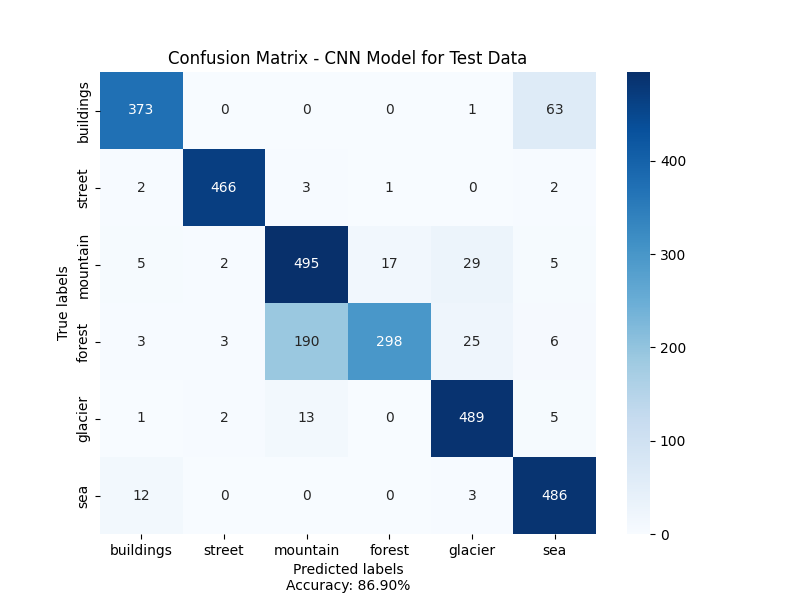 Confusion Matrix - CNN Model for Test Data
True labels
buildings 373 0 0 0 1 63
street 2 466 3 1 0 2
mountain 5 2 495 17 29 5
forest 3 3 190 298 25 6
glacier 1 2 13 0 489 5
sea 12 0 0 0 3 486
buildings street mountain forest glacier sea
Predicted labels
Accuracy: 86.90%
400
300
200
100
0